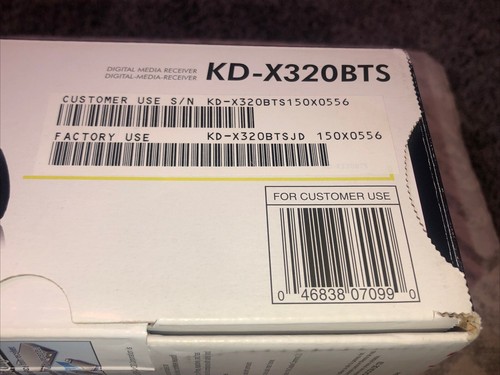 DIGITAL MEDIA RECEIVER
DIGITAL-MEDIA-RECEIVER
KD-X320BTS
CUSTOMER USE S/N KD-X320BTS150X0556
FACTORY USE KD-X320BTSJD 150X0556
FOR CUSTOMER USE
0 46838 07099 0